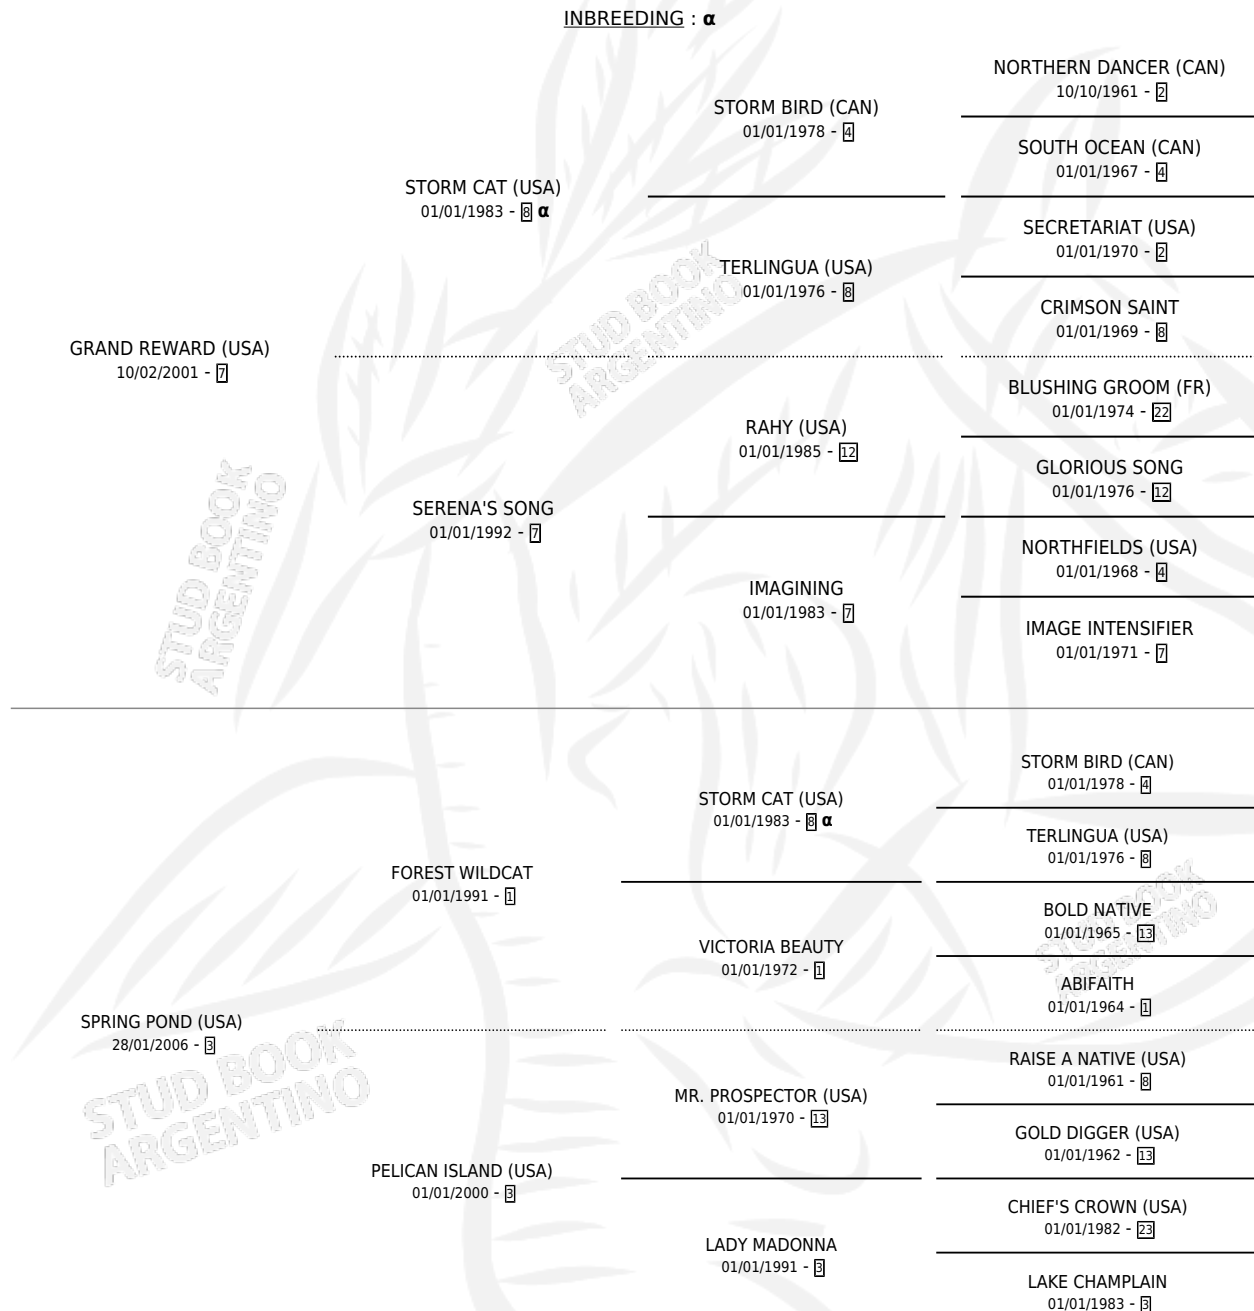 INBREEDING : α
NORTHERN DANCER (CAN)
10/10/1961 - 2
STORM BIRD (CAN)
01/01/1978 - 4
SOUTH OCEAN (CAN)
01/01/1967 - 4
STORM CAT (USA)
01/01/1983 - 8 α
SECRETARIAT (USA)
01/01/1970 - 2
TERLINGUA (USA)
01/01/1976 - 8
CRIMSON SAINT
01/01/1969 - 8
GRAND REWARD (USA)
10/02/2001 - 7
BLUSHING GROOM (FR)
01/01/1974 - 22
RAHY (USA)
01/01/1985 - 12
GLORIOUS SONG
01/01/1976 - 12
SERENA'S SONG
01/01/1992 - 7
NORTHFIELDS (USA)
01/01/1968 - 4
IMAGINING
01/01/1983 - 7
IMAGE INTENSIFIER
01/01/1971 - 7
STORM BIRD (CAN)
01/01/1978 - 4
STORM CAT (USA)
01/01/1983 - 8 α
TERLINGUA (USA)
01/01/1976 - 8
FOREST WILDCAT
01/01/1991 - 1
BOLD NATIVE
01/01/1965 - 13
VICTORIA BEAUTY
01/01/1972 - 1
ABIFAITH
01/01/1964 - 1
SPRING POND (USA)
28/01/2006 - 3
RAISE A NATIVE (USA)
01/01/1961 - 8
MR. PROSPECTOR (USA)
01/01/1970 - 13
GOLD DIGGER (USA)
01/01/1962 - 13
PELICAN ISLAND (USA)
01/01/2000 - 3
CHIEF'S CROWN (USA)
01/01/1982 - 23
LADY MADONNA
01/01/1991 - 3
LAKE CHAMPLAIN
01/01/1983 - 3
STUD BOOK
ARGENTINO
STUD BOOK
ARGENTINO
STUD BOOK
ARGENTINO
STUD BOOK
ARGENTINO